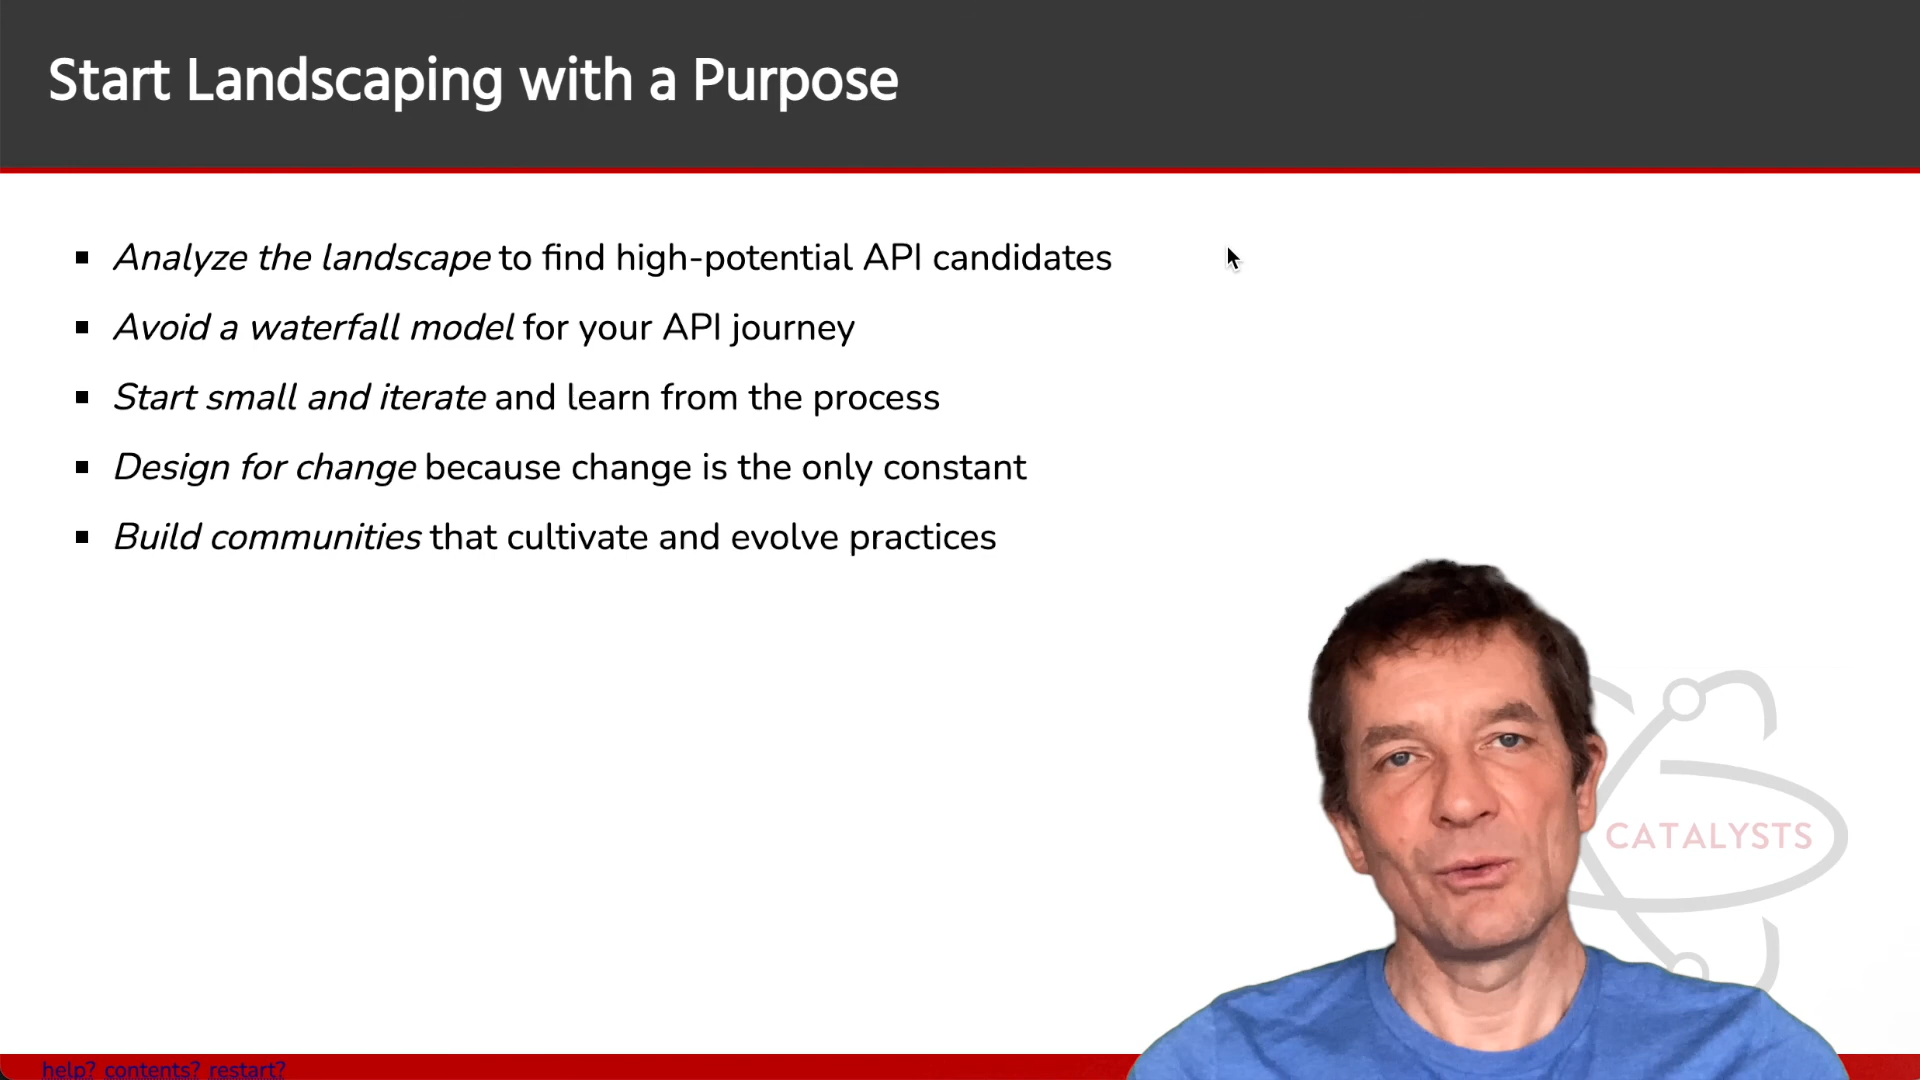 Start Landscaping with a Purpose
Analyze the landscape to find high-potential API candidates
Avoid a waterfall model for your API journey
Start small and iterate and learn from the process
Design for change because change is the only constant
Build communities that cultivate and evolve practices
CATALYSTS
help? contents? restart?